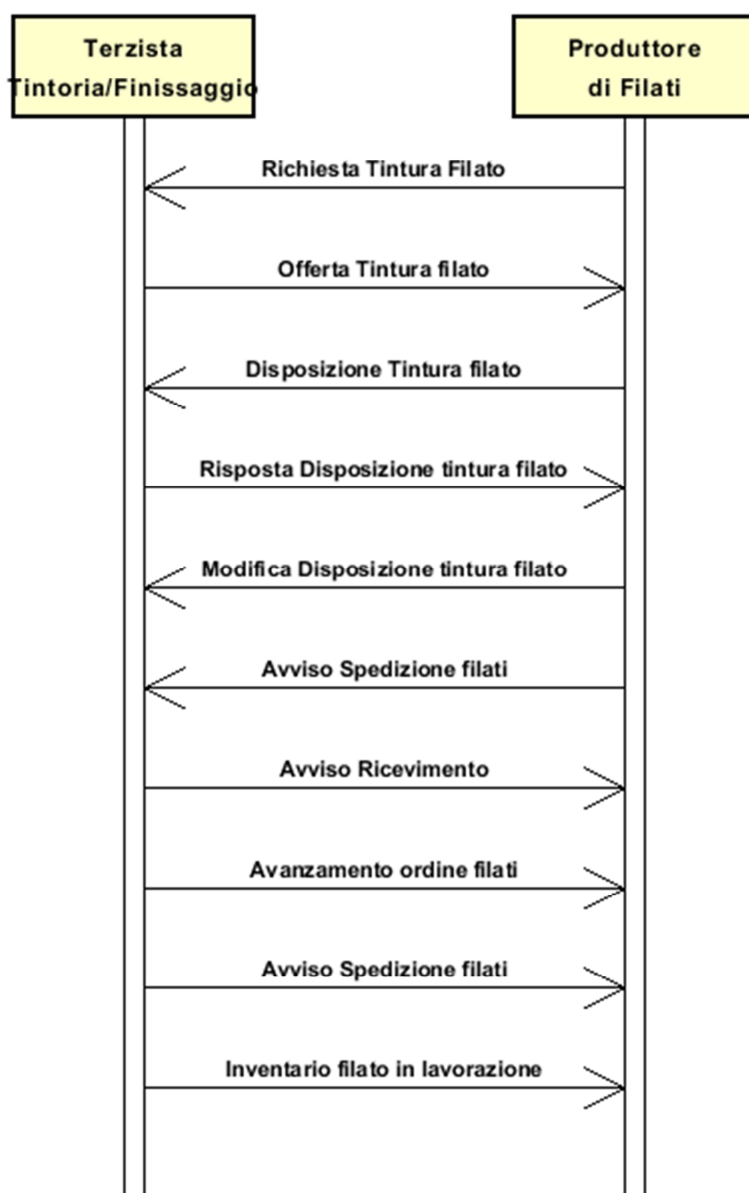 Terzista
Tintoria/Finissaggio
Produttore
di Filati
Richiesta Tintura Filato
Offerta Tintura filato
Disposizione Tintura filato
Risposta Disposizione tintura filato
Modifica Disposizione tintura filato
Avviso Spedizione filati
Avviso Ricevimento
Avanzamento ordine filati
Avviso Spedizione filati
Inventario filato in lavorazione